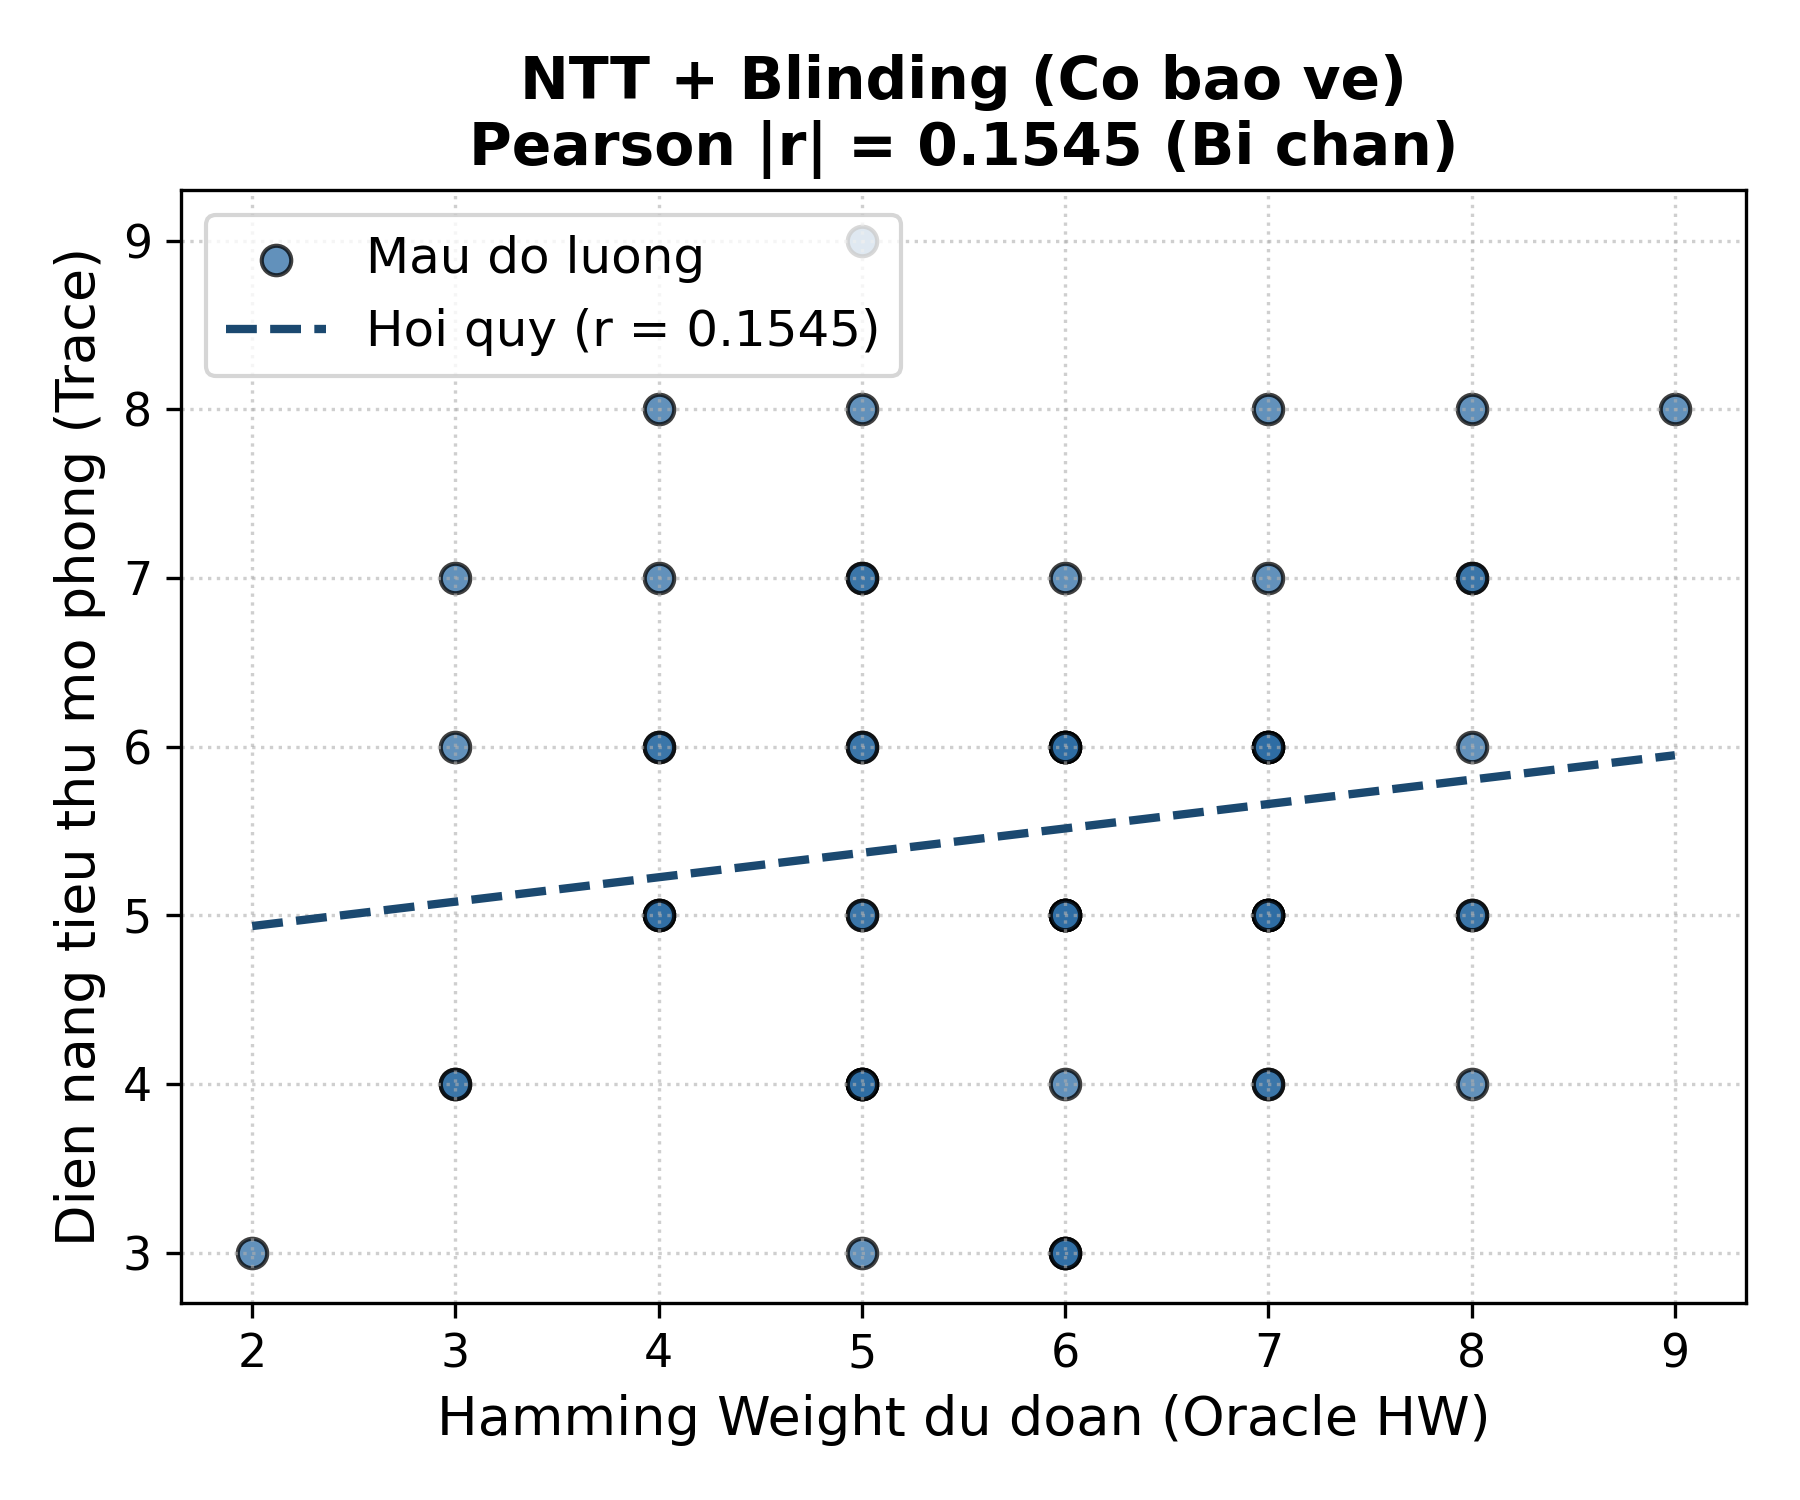 NTT + Blinding (Co bao ve)
Pearson |r| = 0.1545 (Bi chan)
Mau do luong
Hoi quy (r = 0.1545)
Dien nang tieu thu mo phong (Trace)
9
8
7
6
5
4
3
2 3 4 5 6 7 8 9
Hamming Weight du doan (Oracle HW)